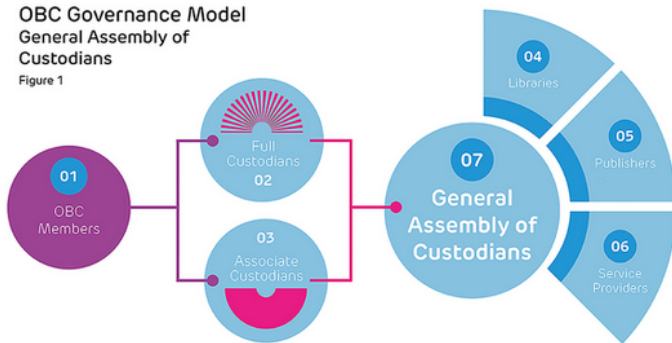 OBC Governance Model
General Assembly of
Custodians
Figure 1
01
OBC
Members
Full
Custodians
02
03
Associate
Custodians
07
General
Assembly of
Custodians
04
Libraries
05
Publishers
06
Service
Providers